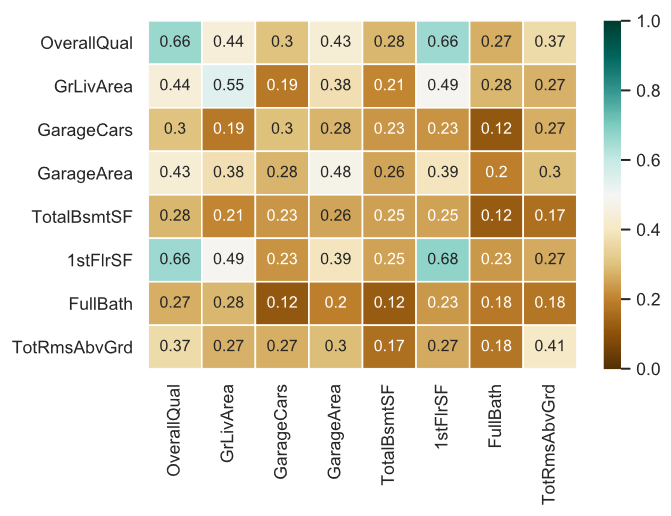 OverallQual 0.66 0.44 0.3 0.43 0.28 0.66 0.27 0.37
GrLivArea 0.44 0.55 0.19 0.38 0.21 0.49 0.28 0.27
GarageCars 0.3 0.19 0.3 0.28 0.23 0.23 0.12 0.27
GarageArea 0.43 0.38 0.28 0.48 0.26 0.39 0.2 0.3
TotalBsmtSF 0.28 0.21 0.23 0.26 0.25 0.25 0.12 0.17
1stFlrSF 0.66 0.49 0.23 0.39 0.25 0.68 0.23 0.27
FullBath 0.27 0.28 0.12 0.2 0.12 0.23 0.18 0.18
TotRmsAbvGrd 0.37 0.27 0.27 0.3 0.17 0.27 0.18 0.41
OverallQual
GrLivArea
GarageCars
GarageArea
TotalBsmtSF
1stFlrSF
FullBath
TotRmsAbvGrd
1.0
0.8
0.6
0.4
0.2
0.0